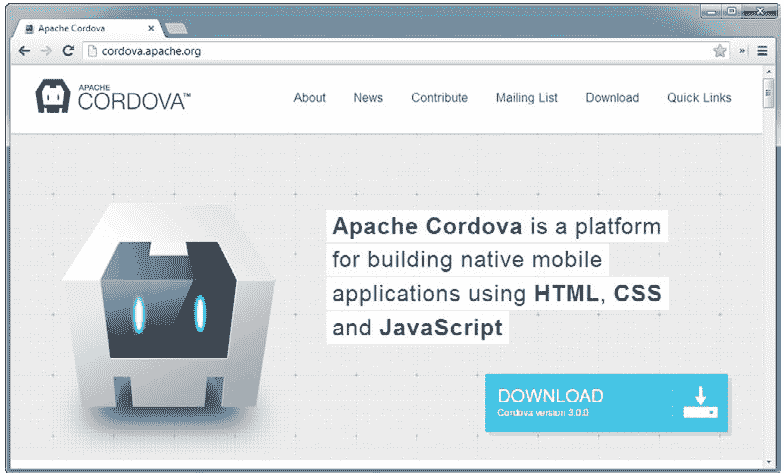 Apache Cordova
cordova.apache.org
APACHE
CORDOVA™
About News Contribute Mailing List Download Quick Links
Apache Cordova is a platform
for building native mobile
applications using HTML, CSS
and JavaScript
DOWNLOAD
Cordova version 3.0.0